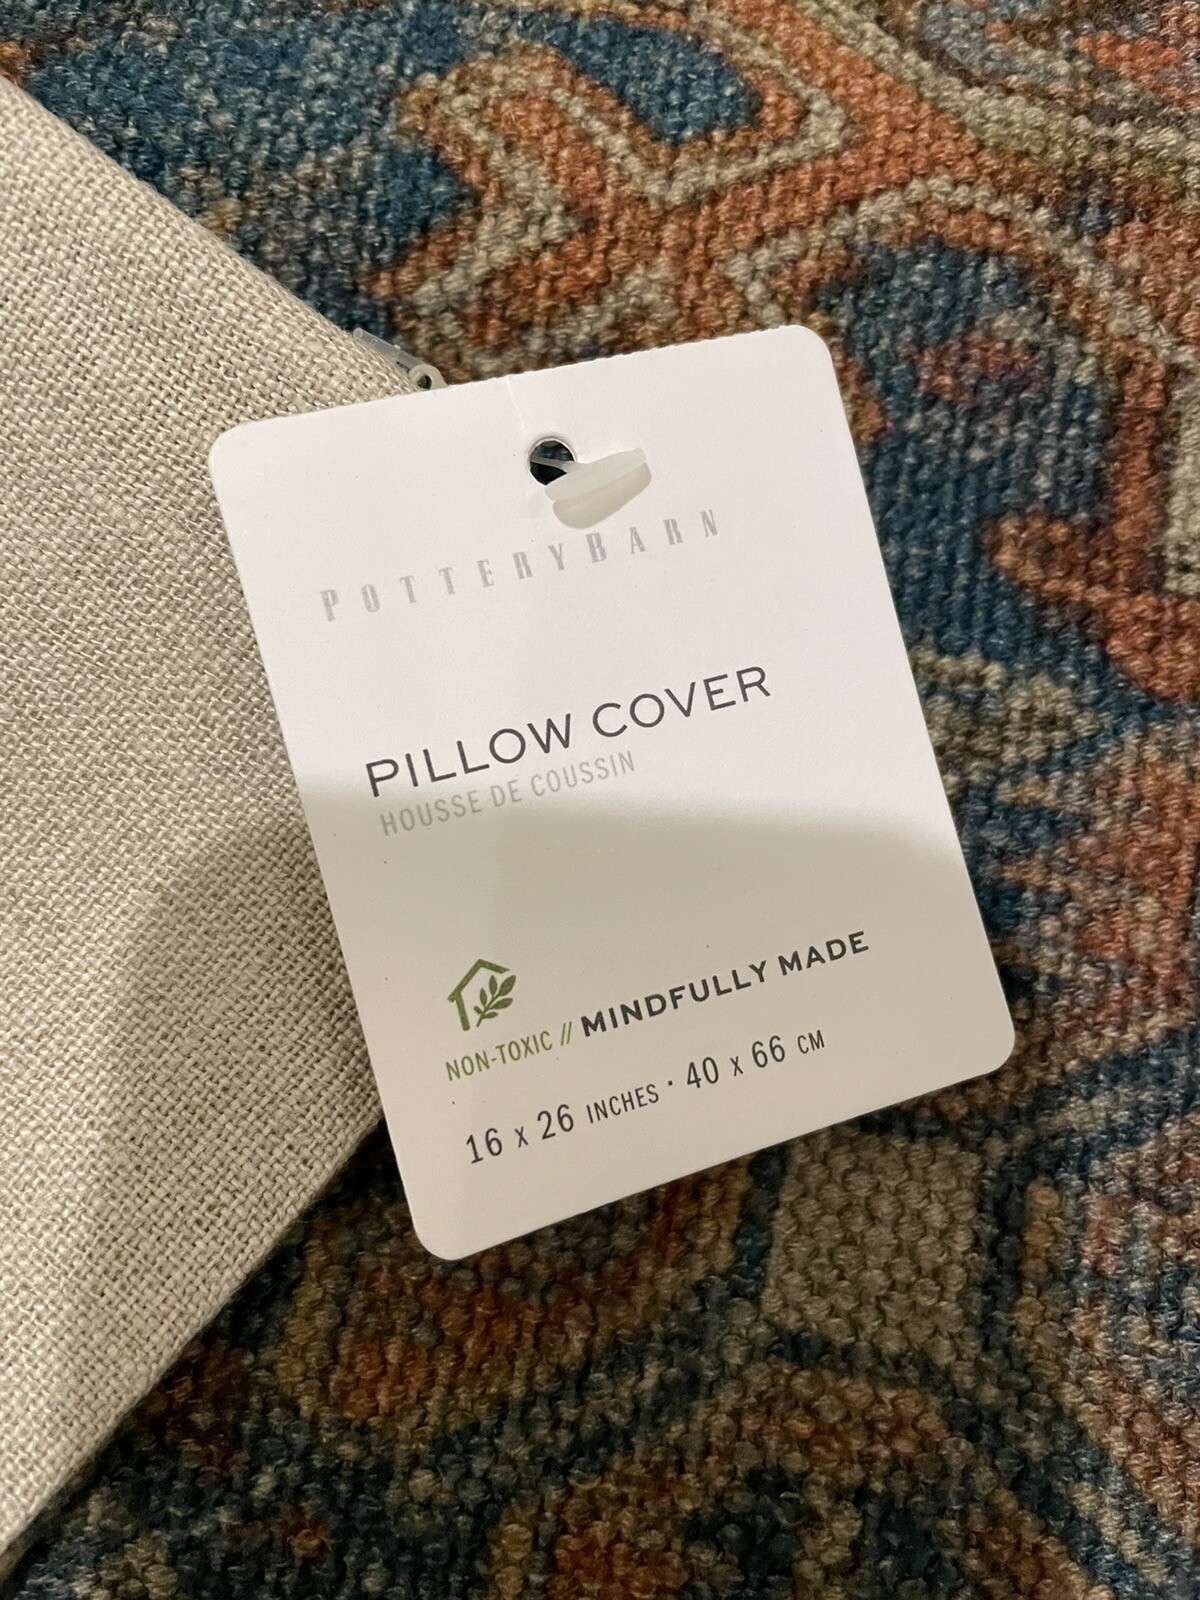 POTTERYBARN
PILLOW COVER
HOUSSE DE COUSSIN
NON-TOXIC // MINDFULLY MADE
16 x 26 INCHES · 40 x 66 CM